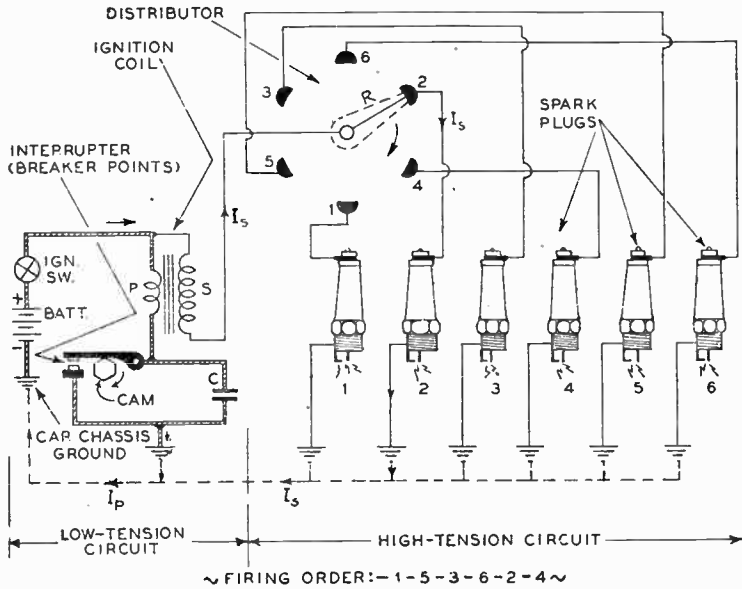 DISTRIBUTOR
IGNITION
COIL
INTERRUPTER
(BREAKER POINTS)
6
3
R
2
5
4
1
Is
Is
SPARK
PLUGS
IGN.
SW.
P
S
+
BATT.
-
C
CAM
CAR CHASSIS
GROUND
1
2
3
4
5
6
Ip
Is
LOW-TENSION
CIRCUIT
HIGH-TENSION CIRCUIT
~FIRING ORDER:-1-5-3-6-2-4~